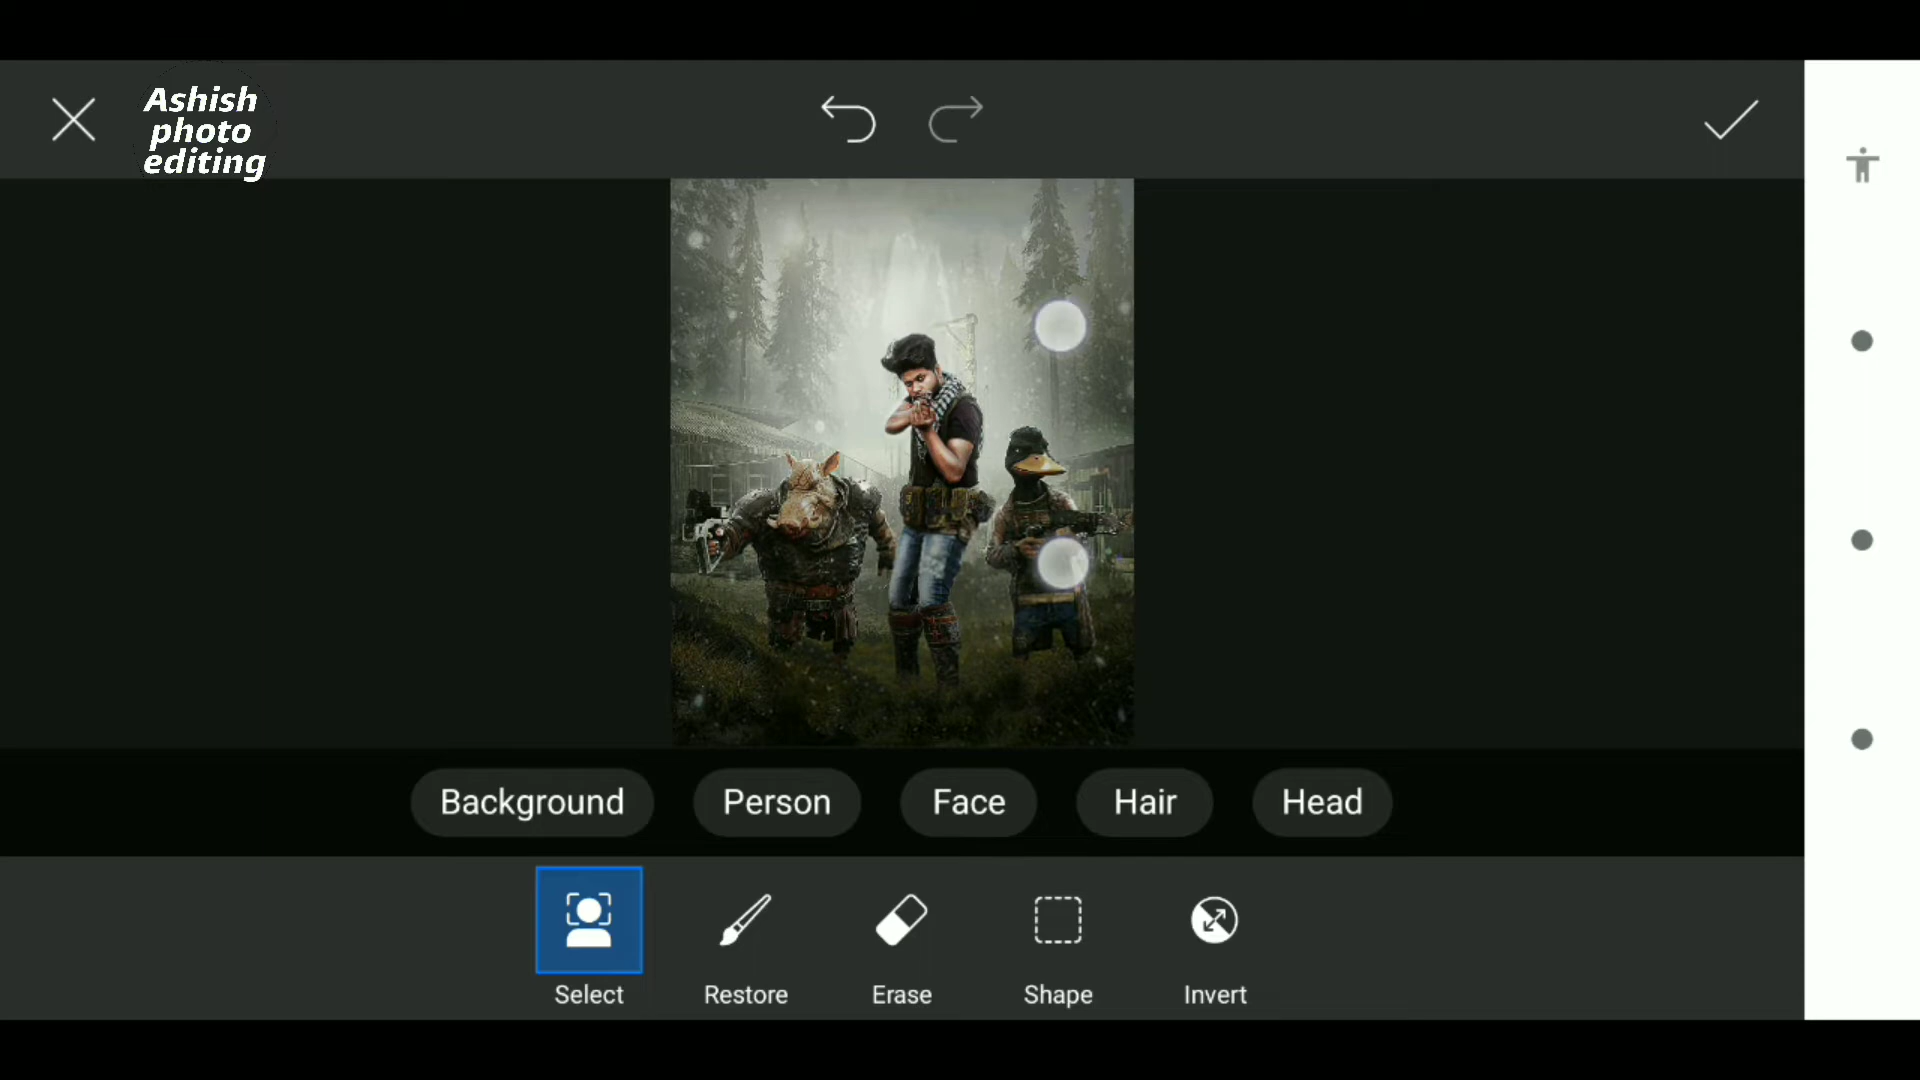 Ashish
photo
editing
Background
Person
Face
Hair
Head
Select
Restore
Erase
Shape
Invert